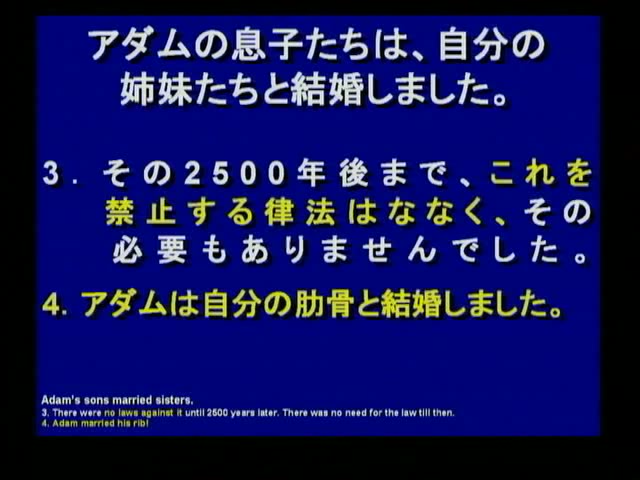 アダムの息子たちは、自分の
姉妹たちと結婚しました。
3. その2500年後まで、これを
禁止する律法はななく、その
必要もありませんでした。
4. アダムは自分の肋骨と結婚しました。
Adam's sons married sisters.
3. There were no laws against it until 2500 years later. There was no need for the law till then.
4. Adam married his rib!